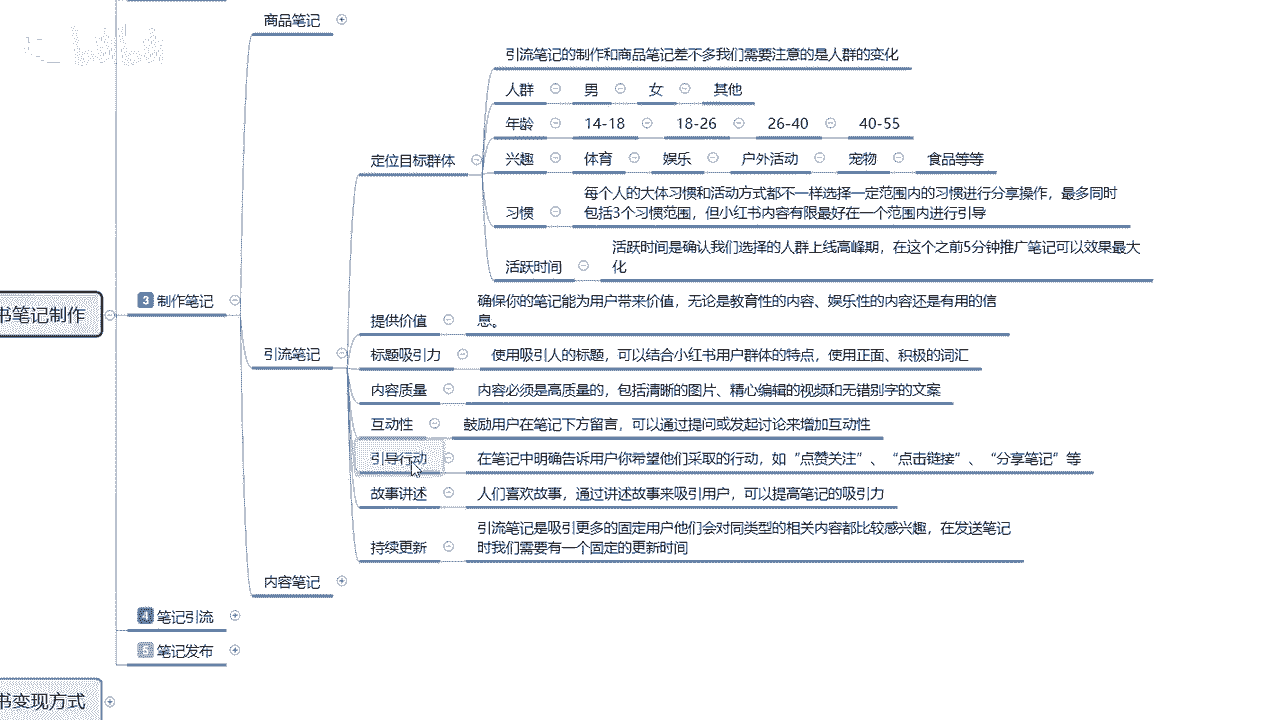 商品笔记
引流笔记的制作和商品笔记差不多我们需要注意的是人群的变化
人群 男 女 其他
年龄 14-18 18-26 26-40 40-55
定位目标群体
兴趣 体育 娱乐 户外活动 宠物 食品等等
每个人的大体习惯和活动方式都不一样选择一定范围内的习惯进行分享操作，最多同时
习惯
包括3个习惯范围，但小红书内容有限最好在一个范围内进行引导
活跃时间是确认我们选择的人群上线高峰期，在这个之前5分钟推广笔记可以效果最大
活跃时间
化
3 制作笔记
书笔记制作
确保你的笔记能为用户带来价值，无论是教育性的内容、娱乐性的内容还是有用的信
提供价值
息。
引流笔记
标题吸引力 使用吸引人的标题，可以结合小红书用户群体的特点，使用正面、积极的词汇
内容质量 内容必须是高质量的，包括清晰的图片、精心编辑的视频和无错别字的文案
互动性 鼓励用户在笔记下方留言，可以通过提问或发起讨论来增加互动性
引导行动 在笔记中明确告诉用户你希望他们采取的行动，如“点赞关注”、“点击链接”、“分享笔记”等
故事讲述 人们喜欢故事，通过讲述故事来吸引用户，可以提高笔记的吸引力
引流笔记是吸引更多的固定用户他们会对同类型的相关内容都比较感兴趣，在发送笔记
持续更新
时我们需要有一个固定的更新时间
内容笔记
4 笔记引流
5 笔记发布
书变现方式